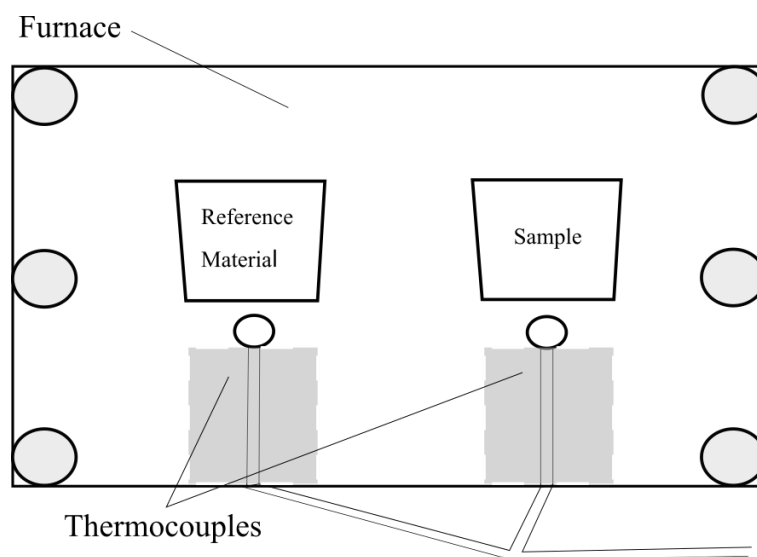 Furnace
Reference
Material
Sample
Thermocouples